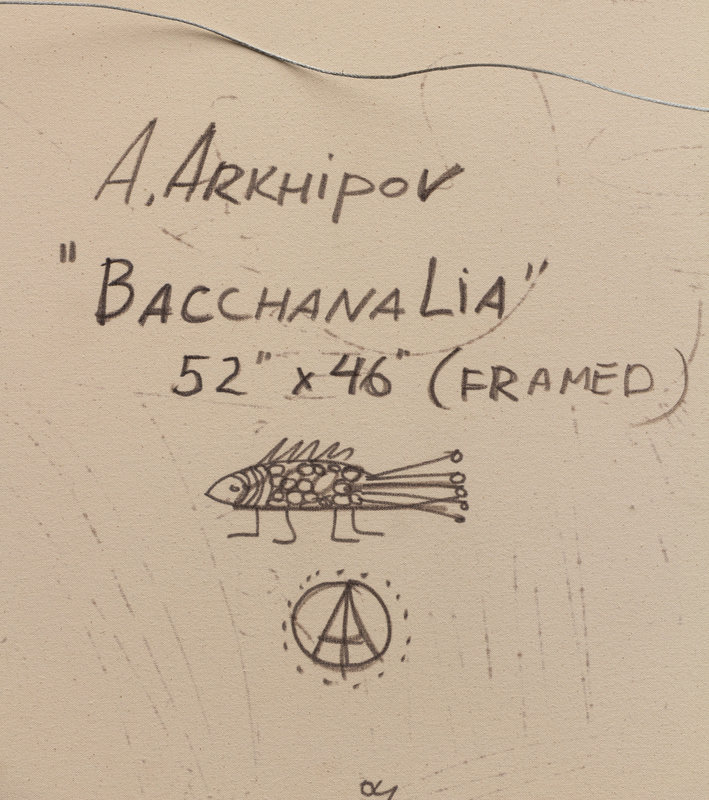 A. ARKHipov
"BACCHANALiA"
52" x 46" (FRAMED)